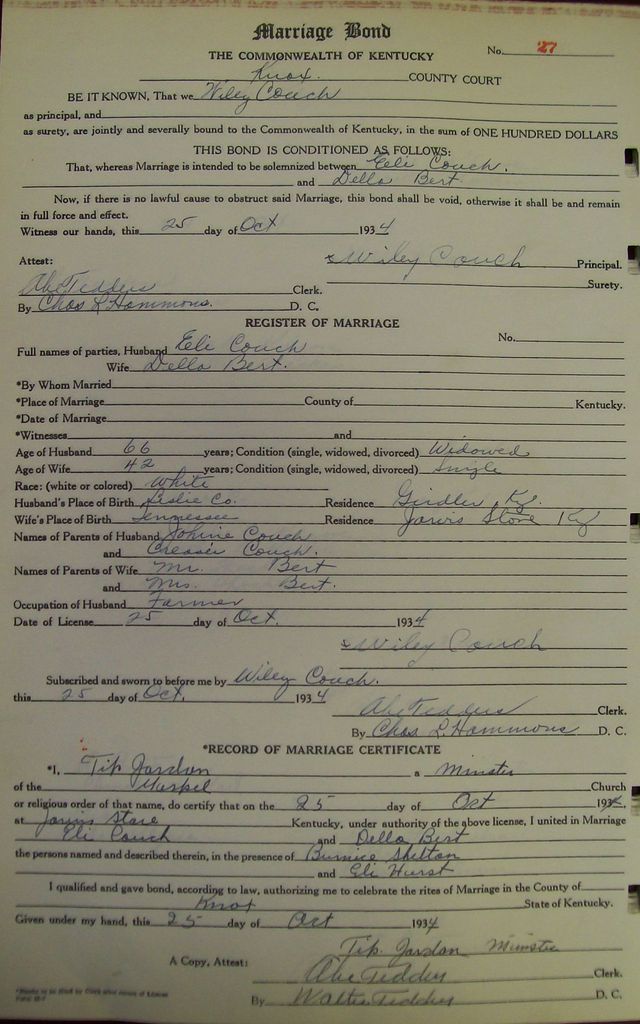 Marriage Bond
THE COMMONWEALTH OF KENTUCKY No. 27
Knox COUNTY COURT
BE IT KNOWN, That we Wiley Couch
as principal, and
as surety, are jointly and severally bound to the Commonwealth of Kentucky, in the sum of ONE HUNDRED DOLLARS
THIS BOND IS CONDITIONED AS FOLLOWS:
That, whereas Marriage is intended to be solemnized between Eli Couch.
and Della Bert
Now, if there is no lawful cause to obstruct said Marriage, this bond shall be void, otherwise it shall be and remain
in full force and effect.
Witness our hands, this 25 day of Oct 1934
Attest: x Wiley Couch Principal.
Abe Tedders Clerk. Surety.
By Chas L. Hammons. D. C.
REGISTER OF MARRIAGE
Full names of parties, Husband Eli Couch No.
Wife Della Bert.
*By Whom Married
*Place of Marriage County of Kentucky.
*Date of Marriage
*Witnesses and
Age of Husband 66 years; Condition (single, widowed, divorced) Widowed
Age of Wife 42 years; Condition (single, widowed, divorced) Single
Race: (white or colored) White
Husband's Place of Birth Leslie Co. Residence Girdler Ky.
Wife's Place of Birth Tennessee Residence Jarvis Store Ky
Names of Parents of Husband Johnie Couch
and Creasie Couch.
Names of Parents of Wife Mr. Bert
and Mrs. Bert.
Occupation of Husband Farmer
Date of License 25 day of Oct. 1934
x Wiley Couch
Subscribed and sworn to before me by Wiley Couch.
this 25 day of Oct. 1934
Abe Tedders Clerk.
By Chas L. Hammons D. C.
*RECORD OF MARRIAGE CERTIFICATE
*I, Tip Jordon a Minster
of the Church
or religious order of that name, do certify that on the 25 day of Oct 1934.
at Jarvis Store Kentucky, under authority of the above license, I united in Marriage
Eli Couch and Della Bert
the persons named and described therein, in the presence of Burnice Shelton
and Eli Hurst
I qualified and gave bond, according to law, authorizing me to celebrate the rites of Marriage in the County of
Knox State of Kentucky.
Given under my hand, this 25 day of Oct 1934
Tip Jordon Minster
A Copy, Attest: Abe Tedders Clerk.
By Walter Tedders D. C.